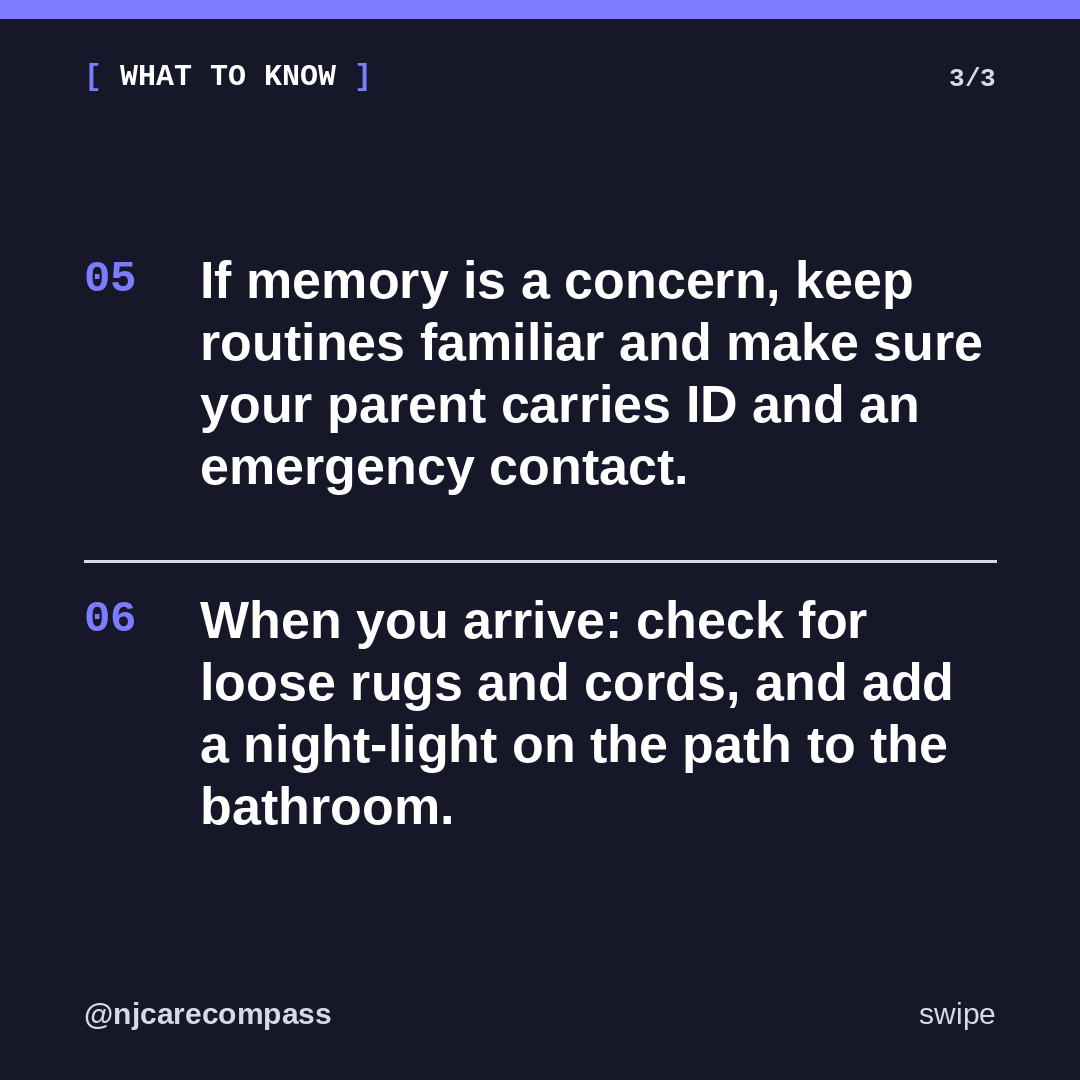 [ WHAT TO KNOW ]
3/3
05
If memory is a concern, keep
routines familiar and make sure
your parent carries ID and an
emergency contact.
06
When you arrive: check for
loose rugs and cords, and add
a night-light on the path to the
bathroom.
@njcarecompass
swipe